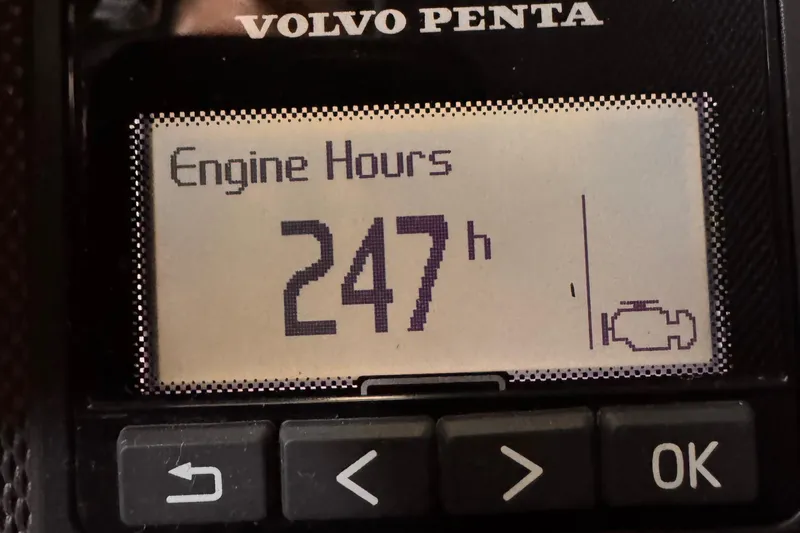 VOLVO PENTA
Engine Hours
247 h
< > OK